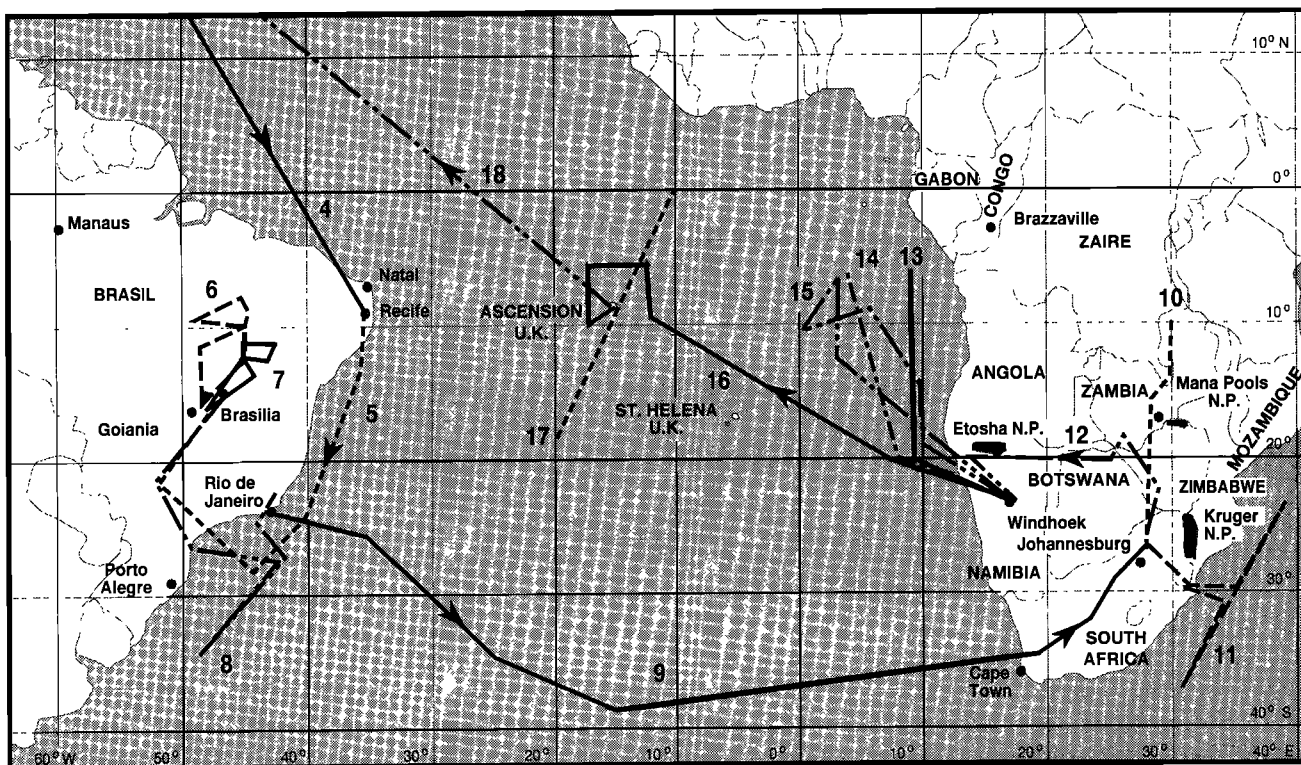 10° N
4
18
GABON
CONGO
0°
Manaus
Brazzaville
ZAIRE
13
14
Natal
BRASIL
6
15
10
Recife
ASCENSION
U.K.
10°
7
ANGOLA
16
ZAMBIA
Mana Pools
N.P.
Brasilia
5
ST. HELENA
U.K.
MOZAMBIQUE
Goiania
Etosha N.P.
17
12
20°
Rio de
Janeiro
BOTSWANA
ZIMBABWE
Windhoek
Kruger
N.P.
Johannesburg
Porto
Alegre
NAMIBIA
30°
8
9
SOUTH
AFRICA
11
Cape
Town
40° S
60° W
50°
40°
30°
20°
10°
0°
10°
20°
30°
40° E